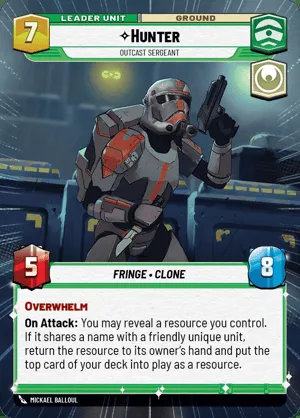 LEADER UNIT
GROUND
7
HUNTER
OUTCAST SERGEANT
5
FRINGE • CLONE
8
OVERWHELM
On Attack: You may reveal a resource you control.
If it shares a name with a friendly unique unit,
return the resource to its owner's hand and put the
top card of your deck into play as a resource.
MICKAEL BALLOUL